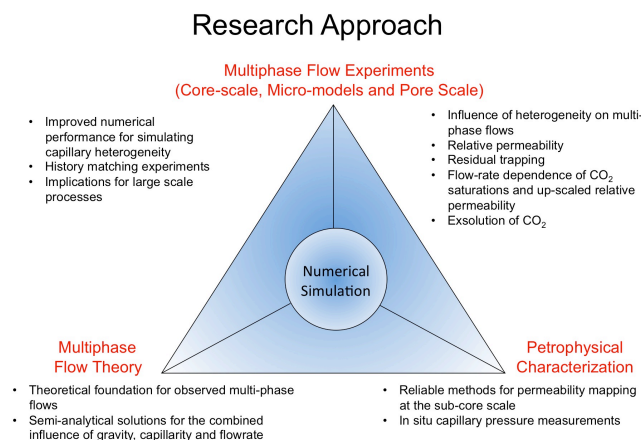 Research Approach
Multiphase Flow Experiments
(Core-scale, Micro-models and Pore Scale)
• Improved numerical
performance for simulating
capillary heterogeneity
• History matching experiments
• Implications for large scale
processes
• Influence of heterogeneity on multi-
phase flows
• Relative permeability
• Residual trapping
• Flow-rate dependence of CO₂
saturations and up-scaled relative
permeability
• Exsolution of CO₂
Numerical
Simulation
Multiphase
Flow Theory
Petrophysical
Characterization
• Theoretical foundation for observed multi-phase
flows
• Semi-analytical solutions for the combined
influence of gravity, capillarity and flowrate
• Reliable methods for permeability mapping
at the sub-core scale
• In situ capillary pressure measurements